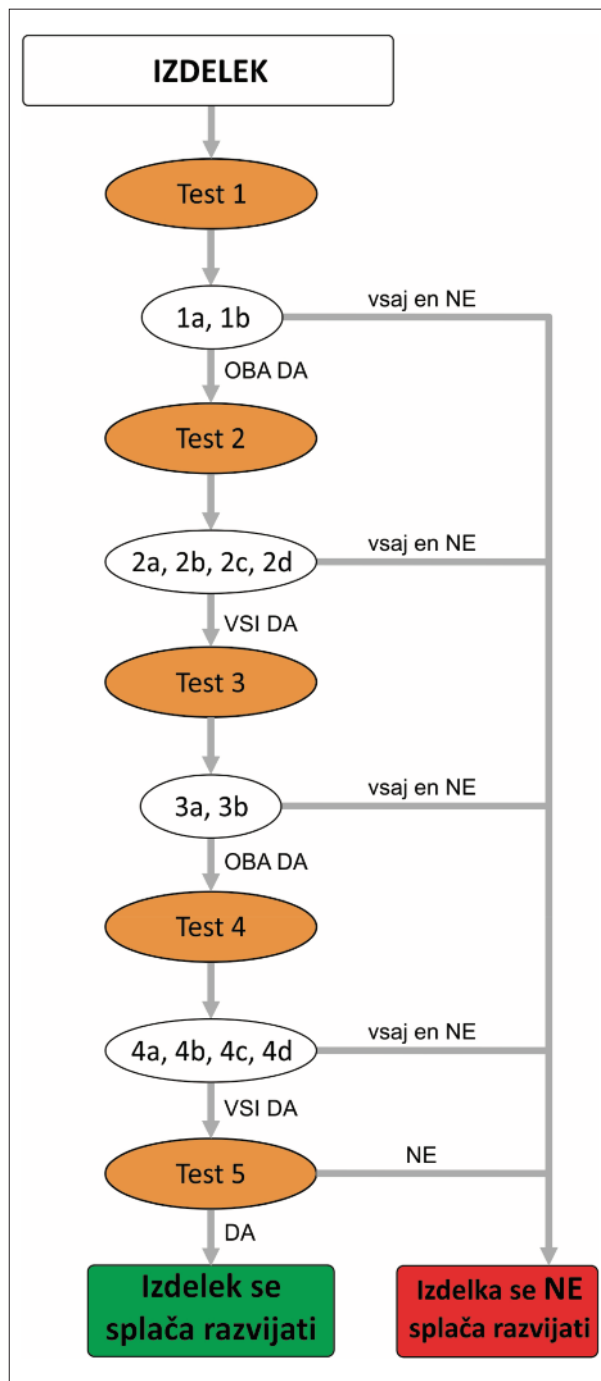 IZDELEK
Test 1
1a, 1b
vsaj en NE
OBA DA
Test 2
2a, 2b, 2c, 2d
vsaj en NE
VSI DA
Test 3
3a, 3b
vsaj en NE
OBA DA
Test 4
4a, 4b, 4c, 4d
vsaj en NE
VSI DA
Test 5
NE
DA
Izdelek se
splača razvijati
Izdelka se NE
splača razvijati